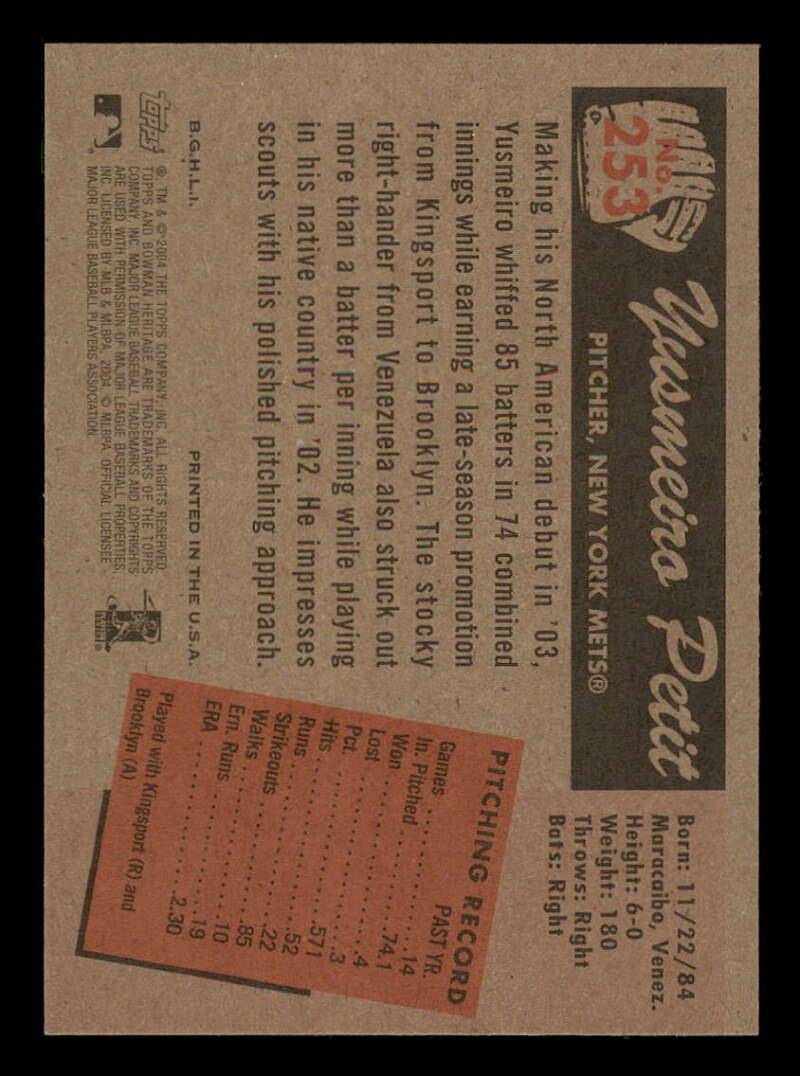 No.
253
Yusmeiro Petit
PITCHER, NEW YORK METS®
Born: 11/22/84
Maracaibo, Venez.
Height: 6-0
Weight: 180
Throws: Right
Bats: Right
Making his North American debut in '03,
Yusmeiro whiffed 85 batters in 74 combined
innings while earning a late-season promotion
from Kingsport to Brooklyn. The stocky
right-hander from Venezuela also struck out
more than a batter per inning while playing
in his native country in '02. He impresses
scouts with his polished pitching approach.
PITCHING RECORD
PAST YR.
Games 14
In. Pitched 74.1
Won 4
Lost 3
Pct. .571
Hits 52
Runs 22
Strikeouts 85
Walks 22
Ern. Runs 19
ERA 2.30
Played with Kingsport (R) and
Brooklyn (A)
B.G.H.L.I. PRINTED IN THE U.S.A.
Topps
®, TM & © 2004 THE TOPPS COMPANY, INC. ALL RIGHTS RESERVED.
TOPPS AND BOWMAN HERITAGE ARE TRADEMARKS OF THE TOPPS
COMPANY, INC. MAJOR LEAGUE BASEBALL TRADEMARKS AND COPYRIGHTS
ARE USED WITH PERMISSION OF MAJOR LEAGUE BASEBALL PROPERTIES,
INC. LICENSED BY MLB & MLBPA, 2004. © MLBPA. OFFICIAL LICENSEE -
MAJOR LEAGUE BASEBALL PLAYERS ASSOCIATION.